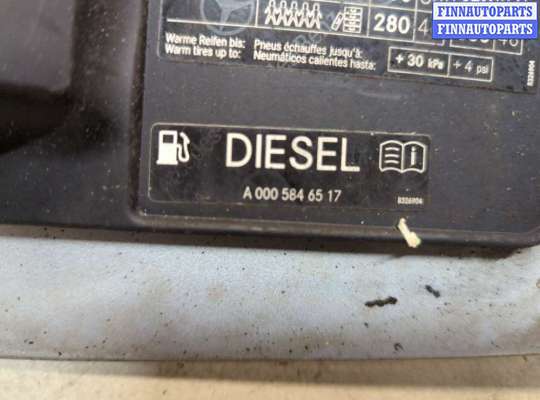 FINNAUTOPARTS
FINNAUTOPARTS
280
Warme Reifen bis:
Warm tires up to:
Pneus échauffés jusqu'à:
Neumáticos calientes hasta:
+ 30 kPa
+ 4 psi
DIESEL
A 000 584 65 17
8326904